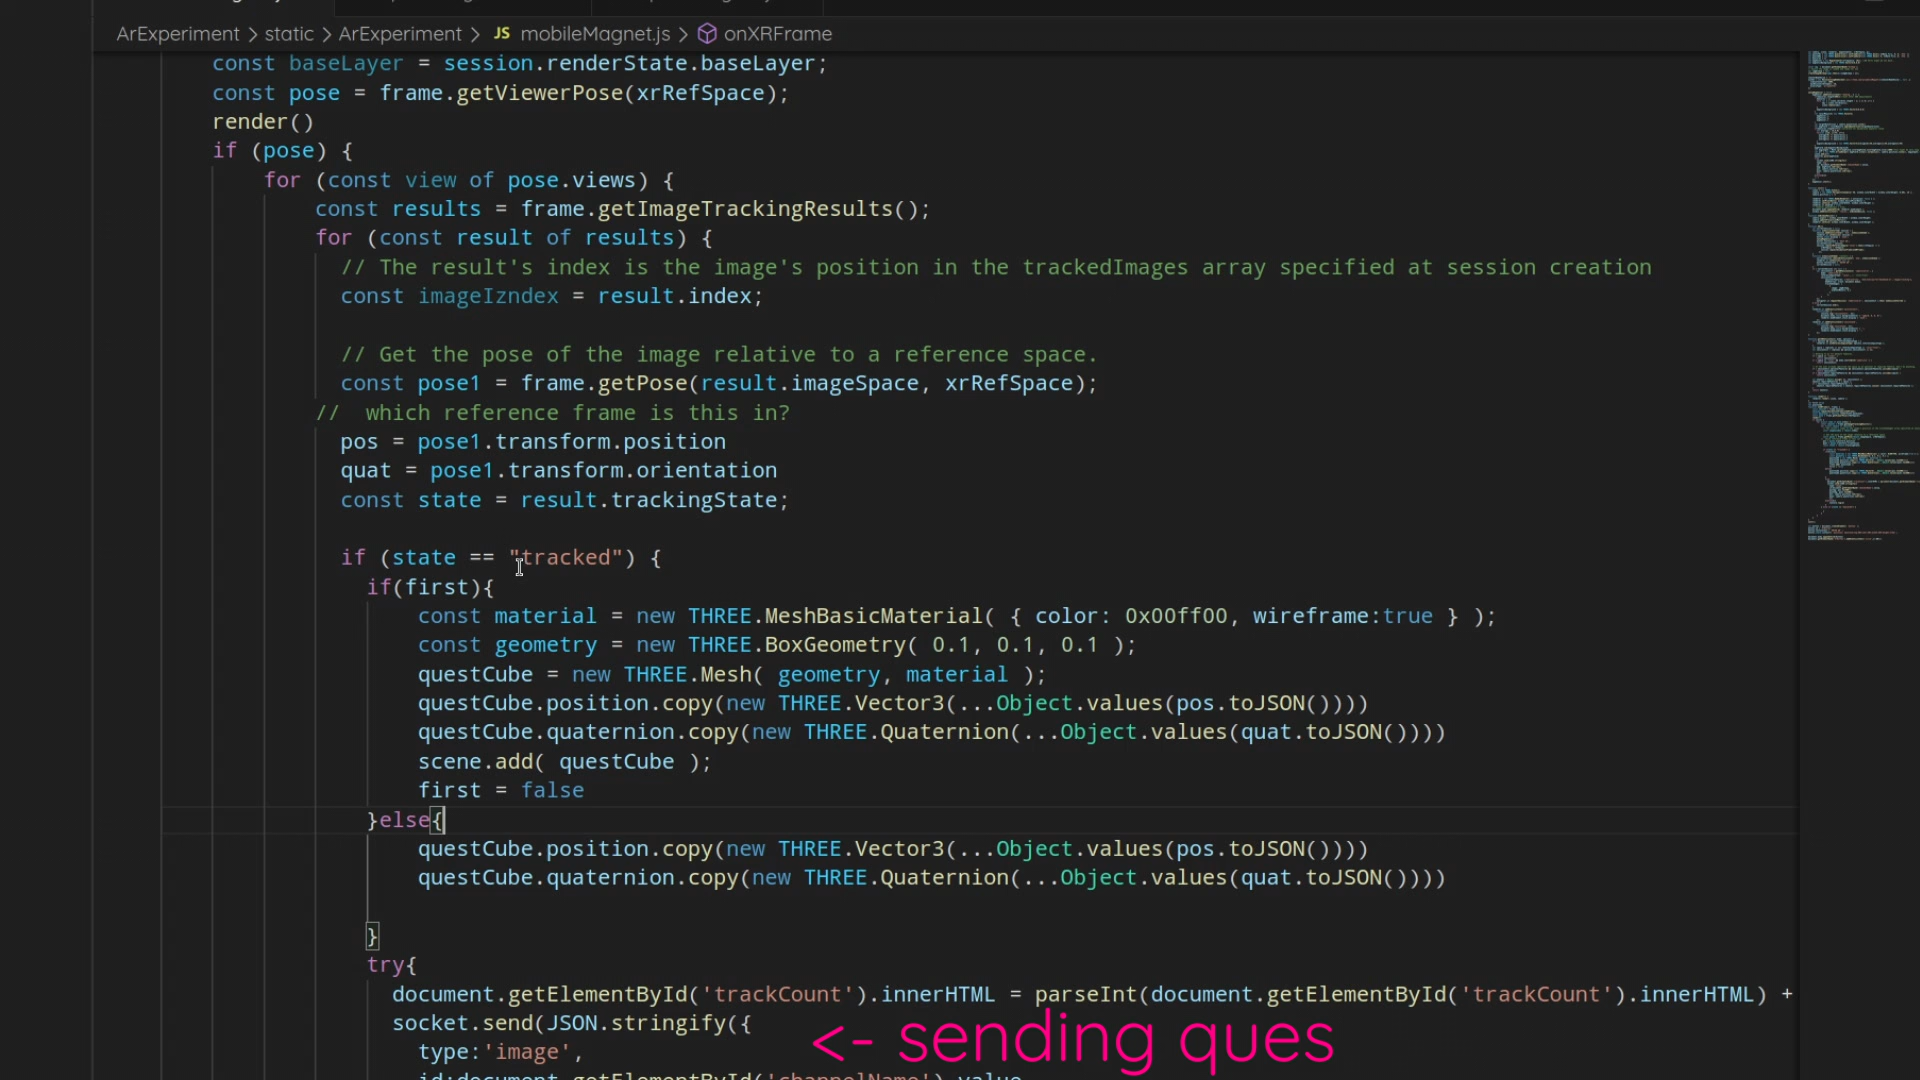 ArExperiment > static > ArExperiment > JS mobileMagnet.js > onXRFrame
const baseLayer = session.renderState.baseLayer;
const pose = frame.getViewerPose(xrRefSpace);
render()
if (pose) {
for (const view of pose.views) {
const results = frame.getImageTrackingResults();
for (const result of results) {
// The result's index is the image's position in the trackedImages array specified at session creation
const imageIzndex = result.index;
// Get the pose of the image relative to a reference space.
const pose1 = frame.getPose(result.imageSpace, xrRefSpace);
// which reference frame is this in?
pos = pose1.transform.position
quat = pose1.transform.orientation
const state = result.trackingState;
if (state == "tracked") {
if(first){
const material = new THREE.MeshBasicMaterial( { color: 0x00ff00, wireframe:true } );
const geometry = new THREE.BoxGeometry( 0.1, 0.1, 0.1 );
questCube = new THREE.Mesh( geometry, material );
questCube.position.copy(new THREE.Vector3(...Object.values(pos.toJSON())))
questCube.quaternion.copy(new THREE.Quaternion(...Object.values(quat.toJSON())))
scene.add( questCube );
first = false
}else{
questCube.position.copy(new THREE.Vector3(...Object.values(pos.toJSON())))
questCube.quaternion.copy(new THREE.Quaternion(...Object.values(quat.toJSON())))
}
try{
document.getElementById('trackCount').innerHTML = parseInt(document.getElementById('trackCount').innerHTML) +
socket.send(JSON.stringify({
<- sending ques
type:'image',
id:document.getElementById('channelName').value